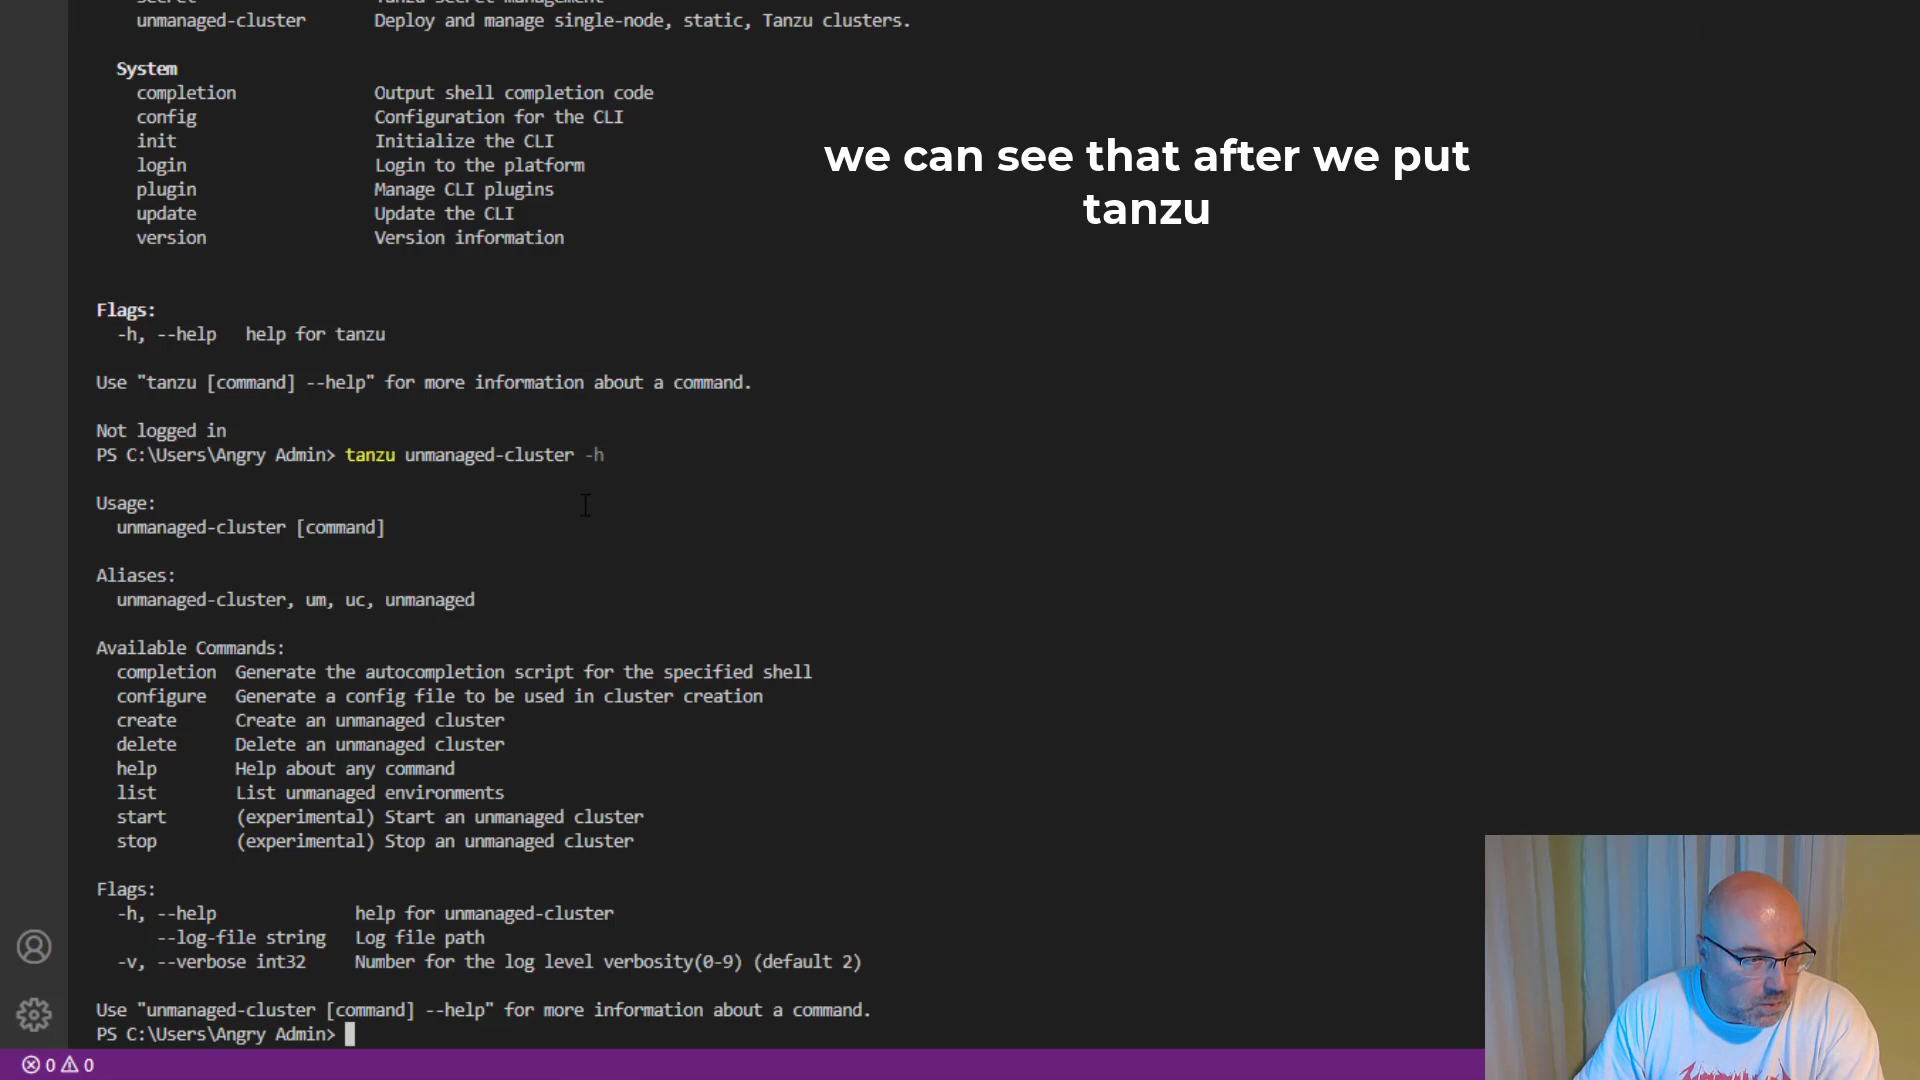 secret Tanzu secret management
unmanaged-cluster Deploy and manage single-node, static, Tanzu clusters.
System
completion Output shell completion code
config Configuration for the CLI
init Initialize the CLI
login Login to the platform
plugin Manage CLI plugins
update Update the CLI
version Version information
we can see that after we put
tanzu
Flags:
-h, --help help for tanzu
Use "tanzu [command] --help" for more information about a command.
Not logged in
PS C:\Users\Angry Admin> tanzu unmanaged-cluster -h
Usage:
unmanaged-cluster [command]
Aliases:
unmanaged-cluster, um, uc, unmanaged
Available Commands:
completion Generate the autocompletion script for the specified shell
configure Generate a config file to be used in cluster creation
create Create an unmanaged cluster
delete Delete an unmanaged cluster
help Help about any command
list List unmanaged environments
start (experimental) Start an unmanaged cluster
stop (experimental) Stop an unmanaged cluster
Flags:
-h, --help help for unmanaged-cluster
--log-file string Log file path
-v, --verbose int32 Number for the log level verbosity(0-9) (default 2)
Use "unmanaged-cluster [command] --help" for more information about a command.
PS C:\Users\Angry Admin>
0 0